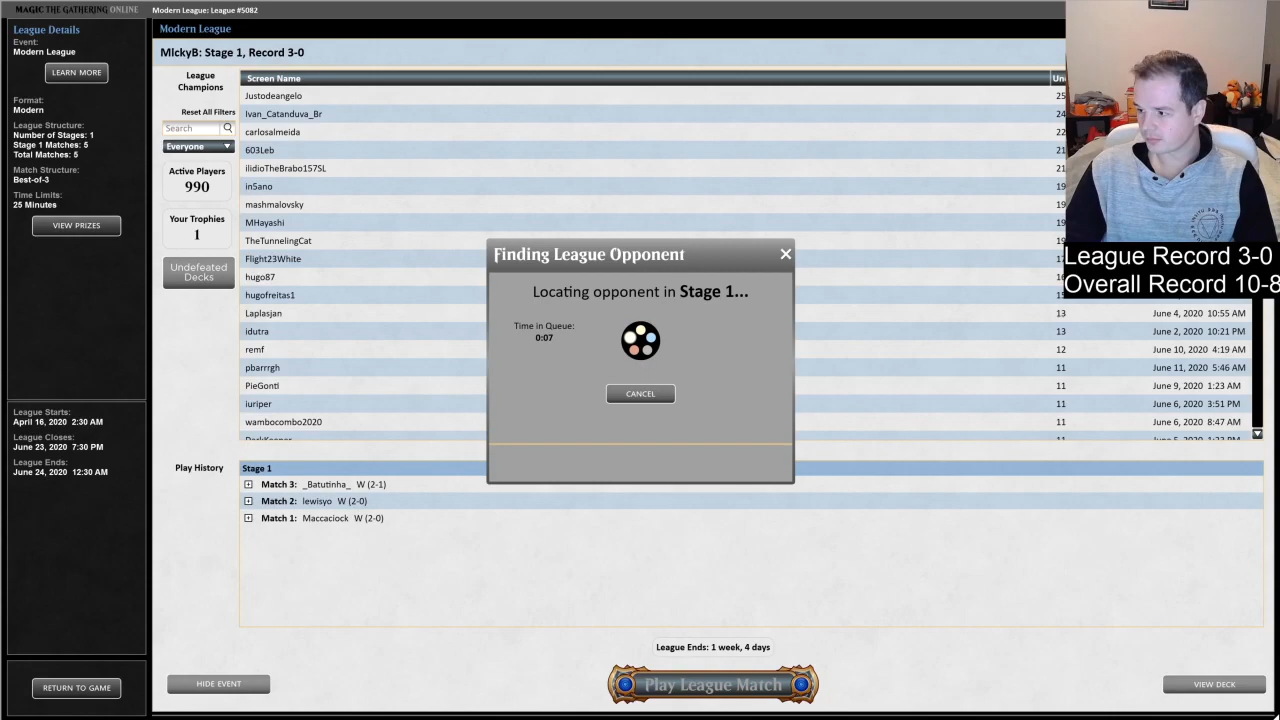 MAGIC THE GATHERING ONLINE
Modern League: League #5082
League Details
Event:
Modern League
LEARN MORE
Format:
Modern
League Structure:
Number of Stages: 1
Stage 1 Matches: 5
Total Matches: 5
Match Structure:
Best-of-3
Time Limits:
25 Minutes
VIEW PRIZES
League Starts:
April 16, 2020 2:30 AM
League Closes:
June 23, 2020 7:30 PM
League Ends:
June 24, 2020 12:30 AM
RETURN TO GAME
Modern League
MickyB: Stage 1, Record 3-0
League Champions
Reset All Filters
Search
Everyone
Active Players
990
Your Trophies
1
Undefeated Decks
Screen Name
Justodeangelo 25
Ivan_Catanduva_Br 24
carlosalmeida 22
603Leb 21
ilidioTheBrabo157SL 21
in5ano 19
mashmalovsky 19
MHayashi 19
TheTunnelingCat 19
Flight23White
hugo87
hugofreitas1
Laplasjan 13 June 4, 2020 10:55 AM
idutra 13 June 2, 2020 10:21 PM
remf 12 June 10, 2020 4:19 AM
pbarrrgh 11 June 11, 2020 5:46 AM
PieGonti 11 June 9, 2020 1:23 AM
iuriper 11 June 6, 2020 3:51 PM
wambocombo2020 11 June 6, 2020 8:47 AM
Finding League Opponent
Locating opponent in Stage 1...
Time in Queue:
0:07
CANCEL
League Record 3-0
Overall Record 10-8
Play History
Stage 1
Match 3: _Batutinha_ W (2-1)
Match 2: lewisyo W (2-0)
Match 1: Maccaciock W (2-0)
League Ends: 1 week, 4 days
HIDE EVENT
Play League Match
VIEW DECK